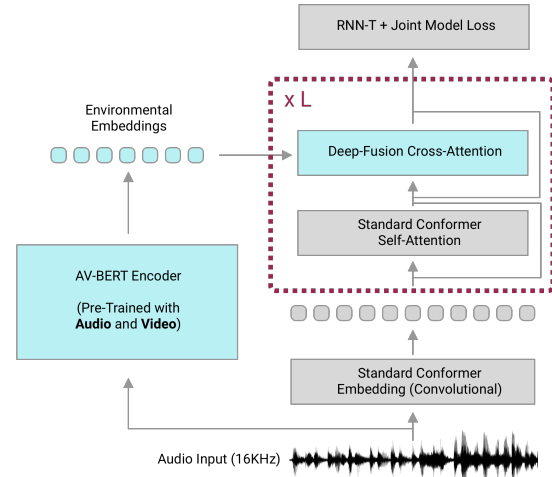 RNN-T + Joint Model Loss
x L
Environmental
Embeddings
Deep-Fusion Cross-Attention
Standard Conformer
Self-Attention
AV-BERT Encoder
(Pre-Trained with
Audio and Video)
Standard Conformer
Embedding (Convolutional)
Audio Input (16KHz)